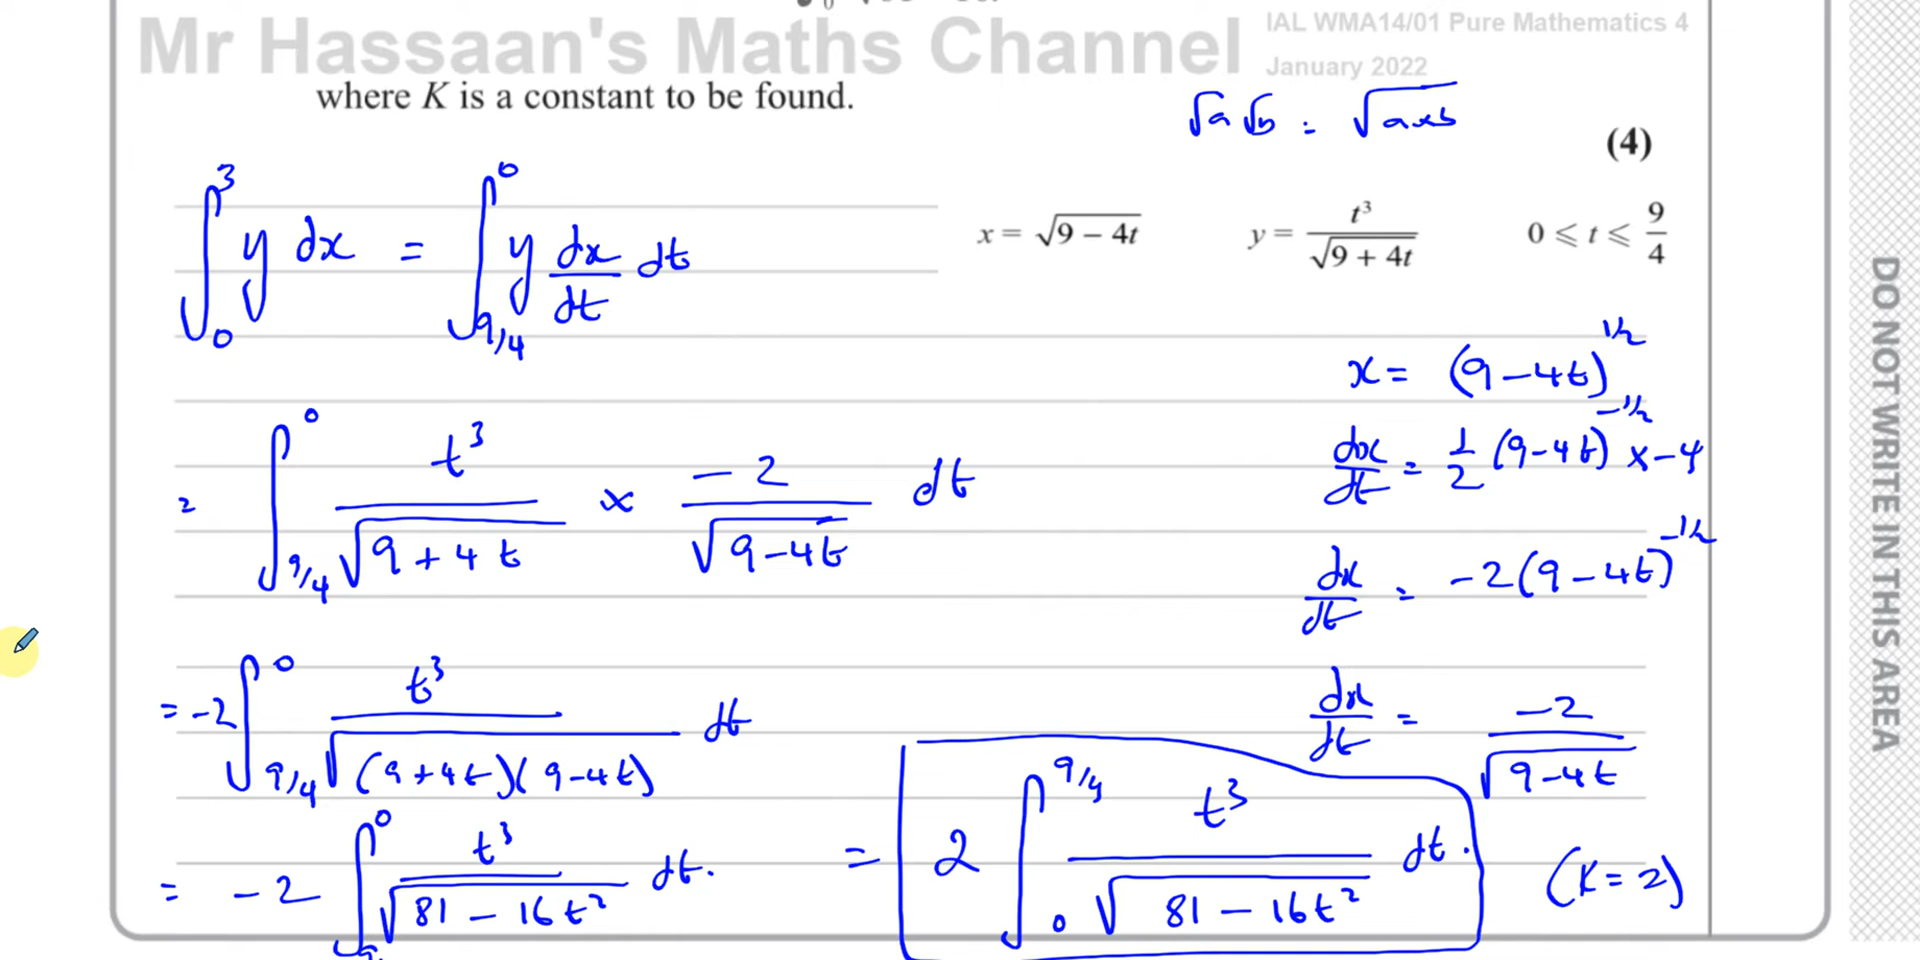 Mr Hassaan's Maths Channel
IAL WMA14/01 Pure Mathematics 4
January 2022
where K is a constant to be found.
√a √b = √(a×b)
(4)
∫₀³ y dx = ∫_{9/4}^0 y dx/dt dt
x = √(9 − 4t)    y = t³/√(9 + 4t)    0 ⩽ t ⩽ 9/4
x = (9−4t)^{1/2}
dx/dt = 1/2 (9−4t)^{−1/2} × −4
= ∫_{9/4}^0 t³/√(9+4t) × −2/√(9−4t) dt
dx/dt = −2(9−4t)^{−1/2}
= −2 ∫_{9/4}^0 t³/√((9+4t)(9−4t)) dt
dx/dt = −2/√(9−4t)
= −2 ∫^0 t³/√(81−16t²) dt. = 2 ∫_0^{9/4} t³/√(81−16t²) dt. (K=2)
DO NOT WRITE IN THIS AREA